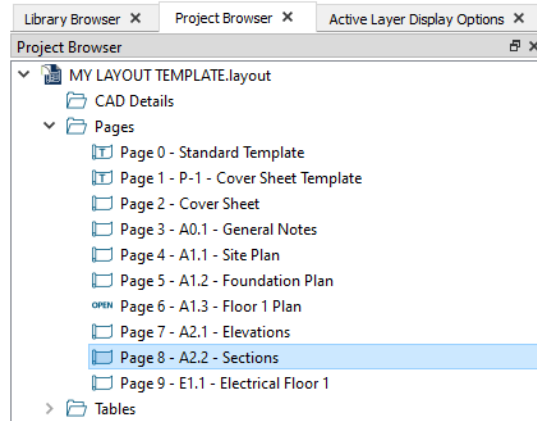 Library Browser Project Browser Active Layer Display Options
Project Browser
MY LAYOUT TEMPLATE.layout
CAD Details
Pages
Page 0 - Standard Template
Page 1 - P-1 - Cover Sheet Template
Page 2 - Cover Sheet
Page 3 - A0.1 - General Notes
Page 4 - A1.1 - Site Plan
Page 5 - A1.2 - Foundation Plan
OPEN Page 6 - A1.3 - Floor 1 Plan
Page 7 - A2.1 - Elevations
Page 8 - A2.2 - Sections
Page 9 - E1.1 - Electrical Floor 1
Tables